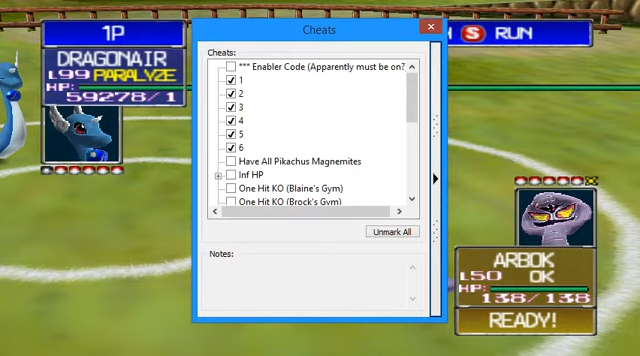 1P
DRAGONAIR
L99 PARALYZE
HP:
59278/1
Cheats
Cheats:
*** Enabler Code (Apparently must be on?
1
2
3
4
5
6
Have All Pikachus Magnemites
Inf HP
One Hit KO (Blaine's Gym)
One Hit KO (Brock's Gym)
Unmark All
Notes:
S RUN
ARBOK
L50 OK
HP:
138/138
READY!